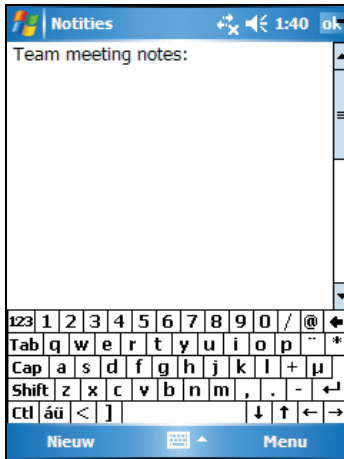 Notities 1:40 ok
Team meeting notes:
123 1 2 3 4 5 6 7 8 9 0 / @ ←
Tab q w e r t y u i o p ¨ *
Cap a s d f g h j k l + µ
Shift z x c v b n m , . - ↵
Ctl áü < ] ↓ ↑ ← →
Nieuw Menu